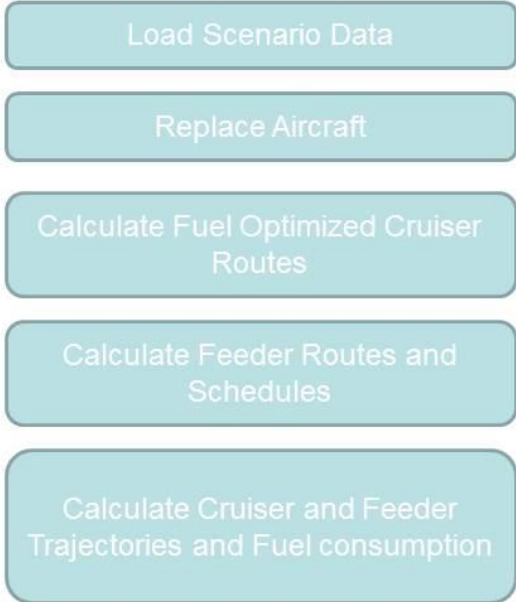 Load Scenario Data
Replace Aircraft
Calculate Fuel Optimized Cruiser
Routes
Calculate Feeder Routes and
Schedules
Calculate Cruiser and Feeder
Trajectories and Fuel consumption